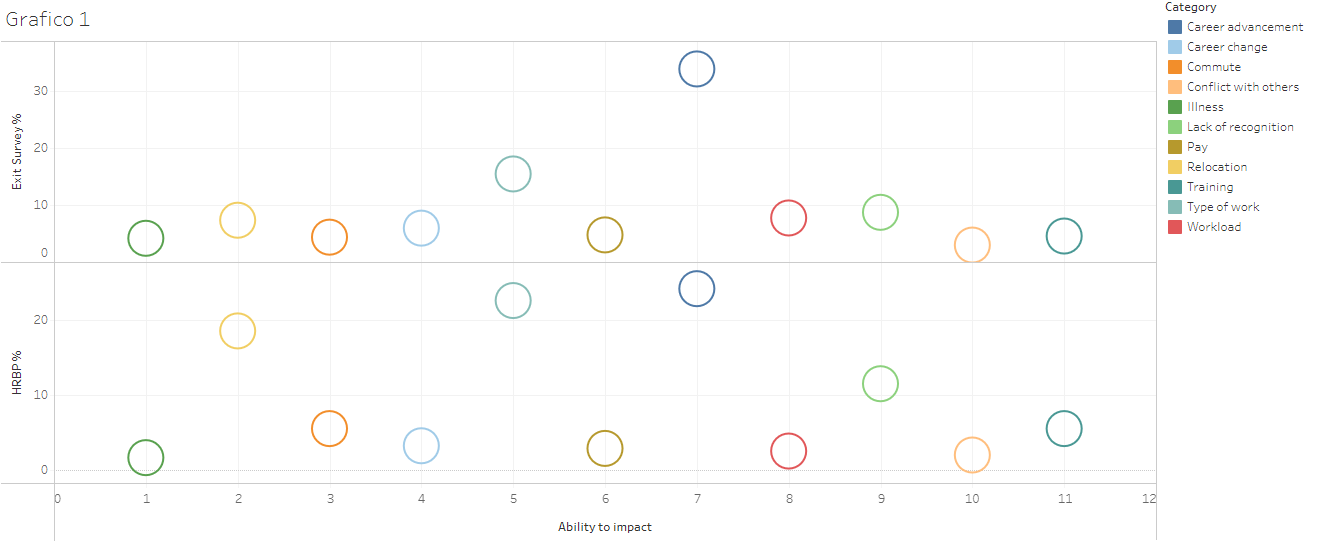 Grafico 1
Category
Career advancement
Career change
Commute
Conflict with others
Illness
Lack of recognition
Pay
Relocation
Training
Type of work
Workload
Exit Survey %
30
20
10
0
HRBP %
20
10
0
0 1 2 3 4 5 6 7 8 9 10 11 12
Ability to impact